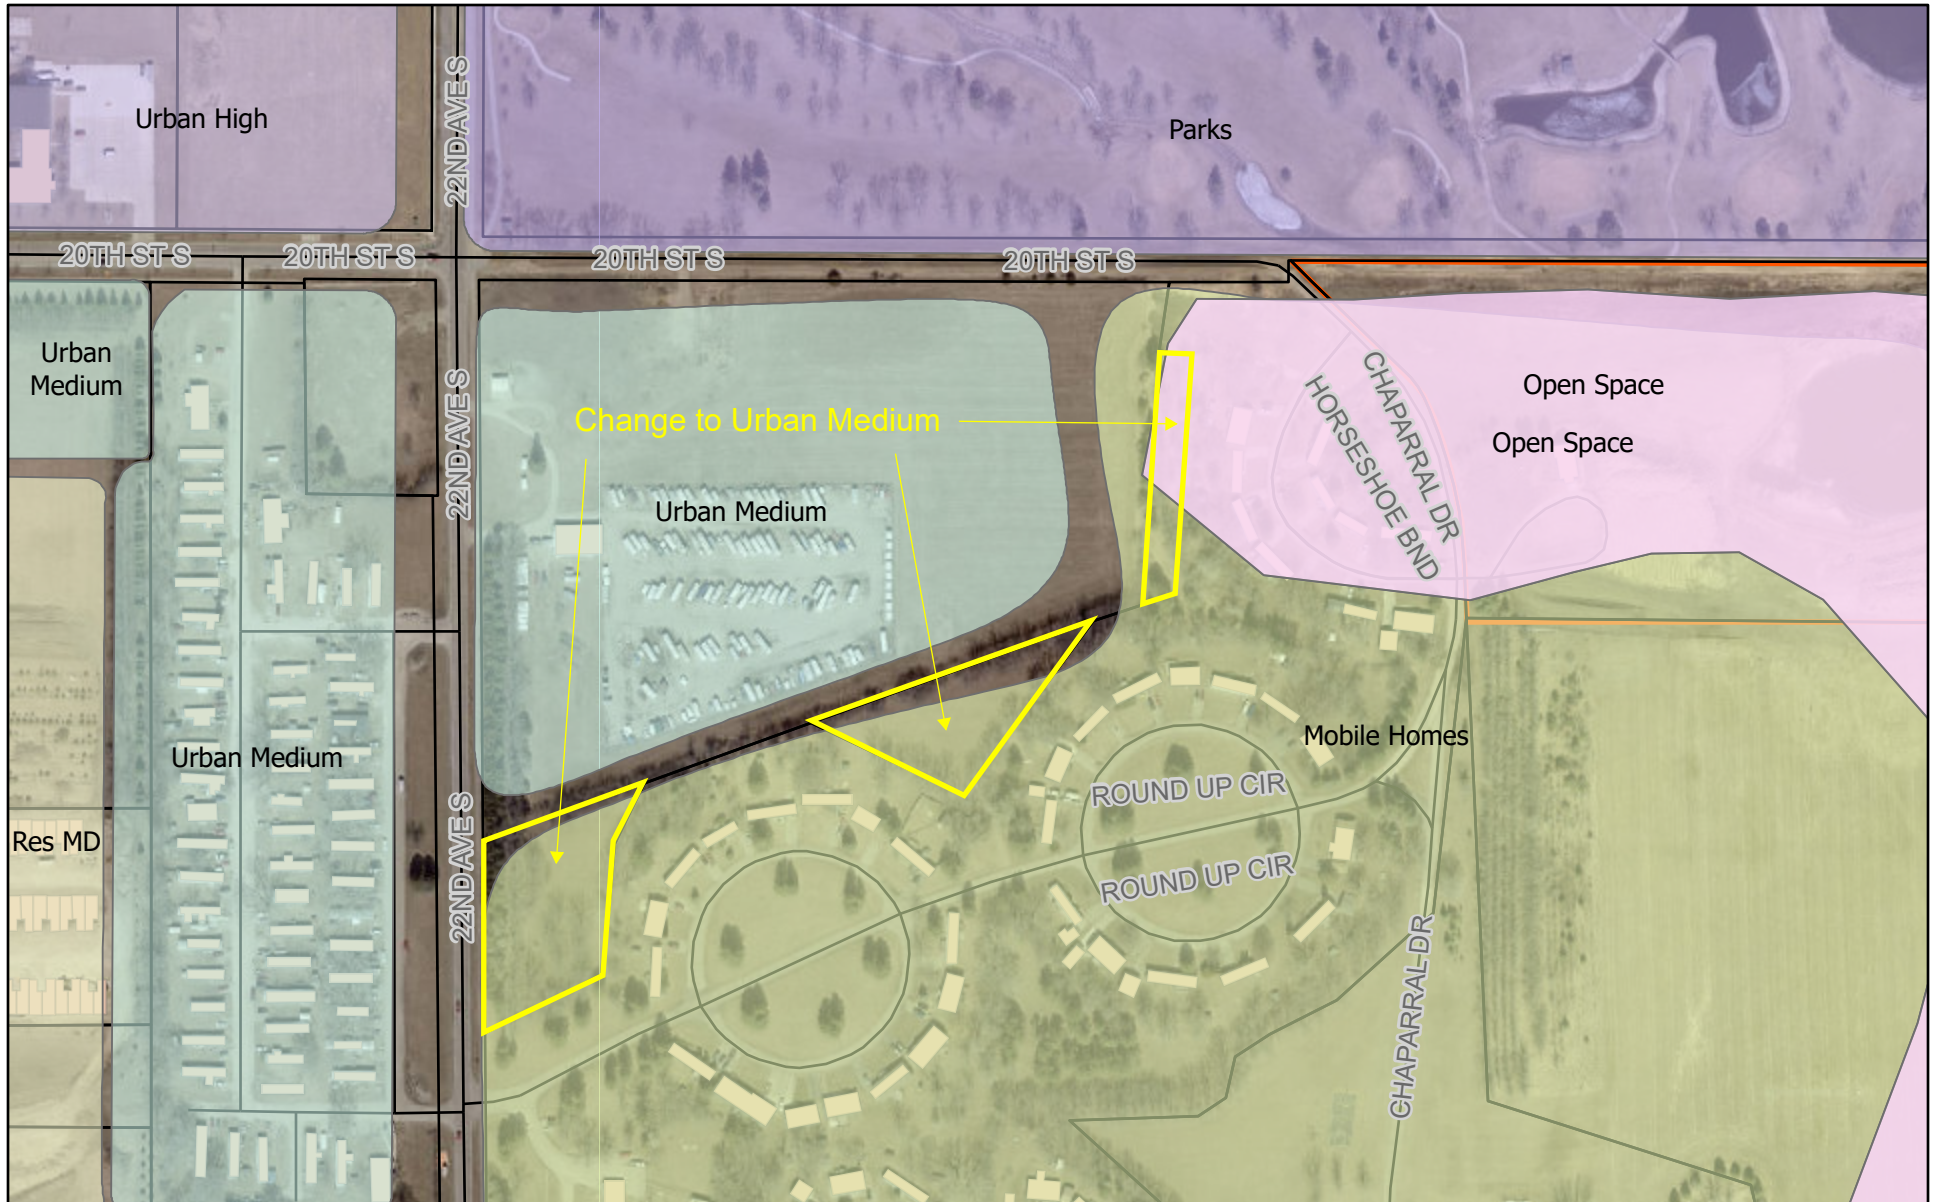 Urban High
22ND AVE S
Parks
20TH ST S
20TH ST S
20TH ST S
20TH ST S
Urban
Medium
22ND AVE S
Change to Urban Medium
CHAPARRAL DR
HORSESHOE BND
Open Space
Open Space
Urban Medium
Urban Medium
Mobile Homes
ROUND UP CIR
Res MD
22ND AVE S
ROUND UP CIR
CHAPARRAL DR